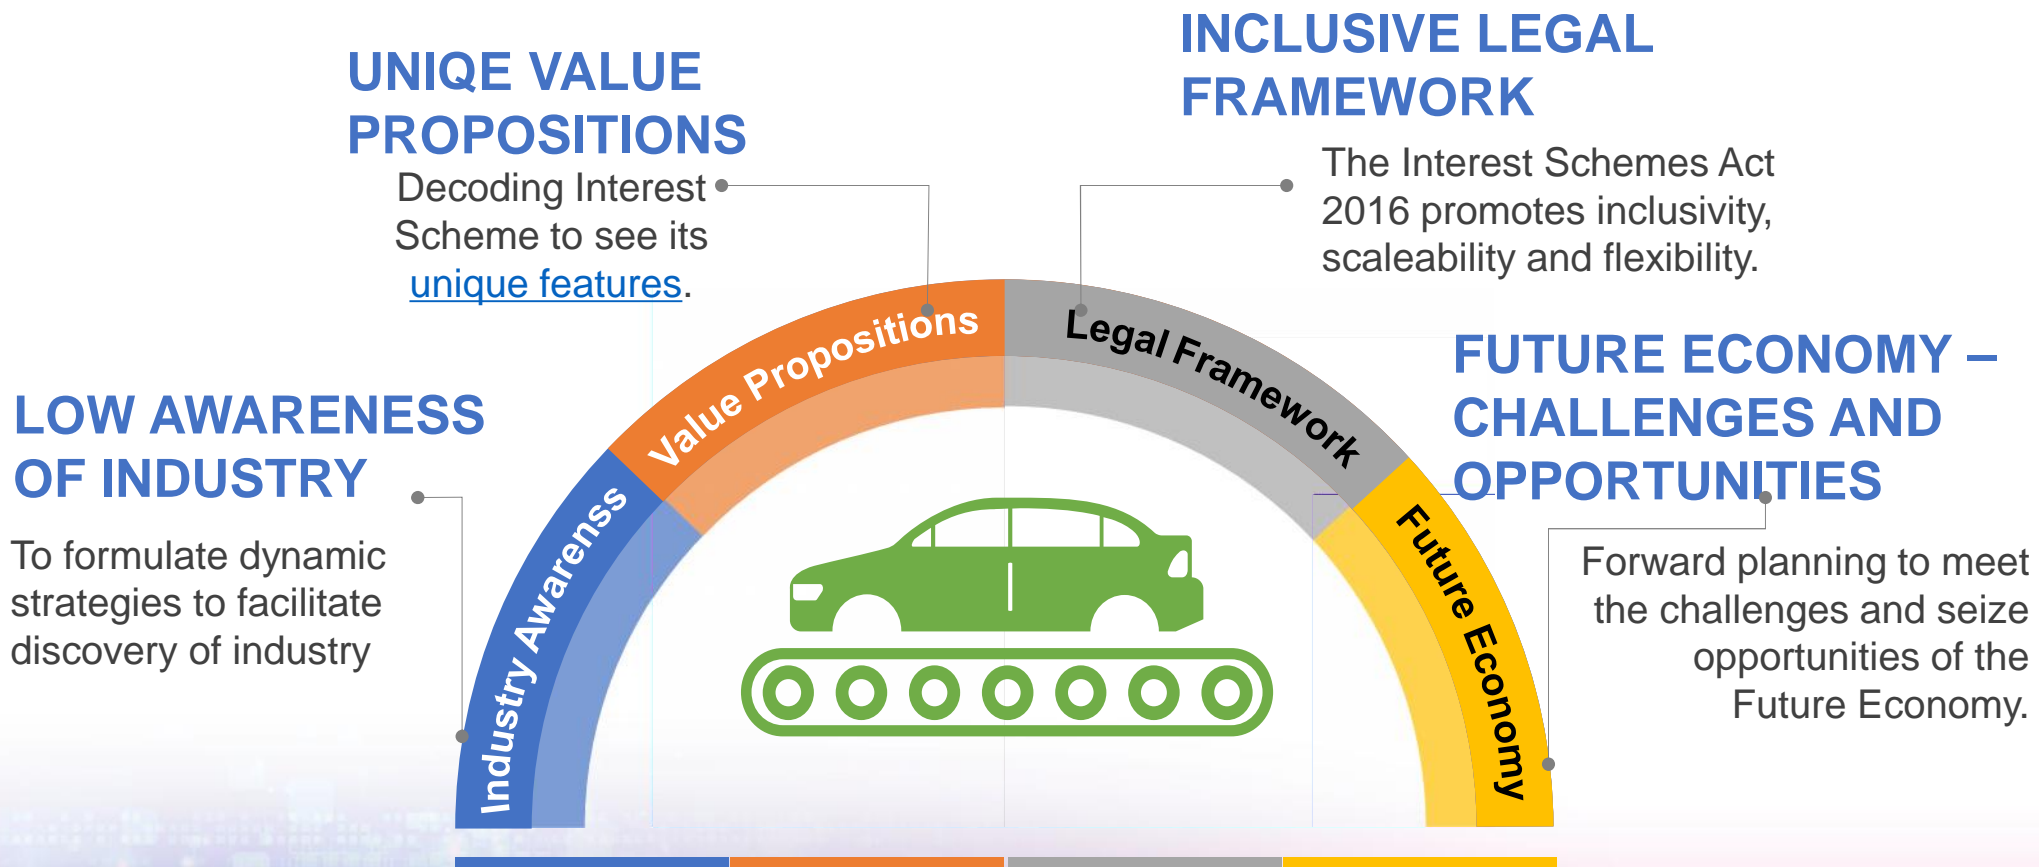 UNIQE VALUE
PROPOSITIONS
Decoding Interest
Scheme to see its
unique features.
INCLUSIVE LEGAL
FRAMEWORK
The Interest Schemes Act
2016 promotes inclusivity,
scaleability and flexibility.
LOW AWARENESS
OF INDUSTRY
To formulate dynamic
strategies to facilitate
discovery of industry
FUTURE ECONOMY –
CHALLENGES AND
OPPORTUNITIES
Forward planning to meet
the challenges and seize
opportunities of the
Future Economy.
Industry Awarenss
Value Propositions
Legal Framework
Future Economy